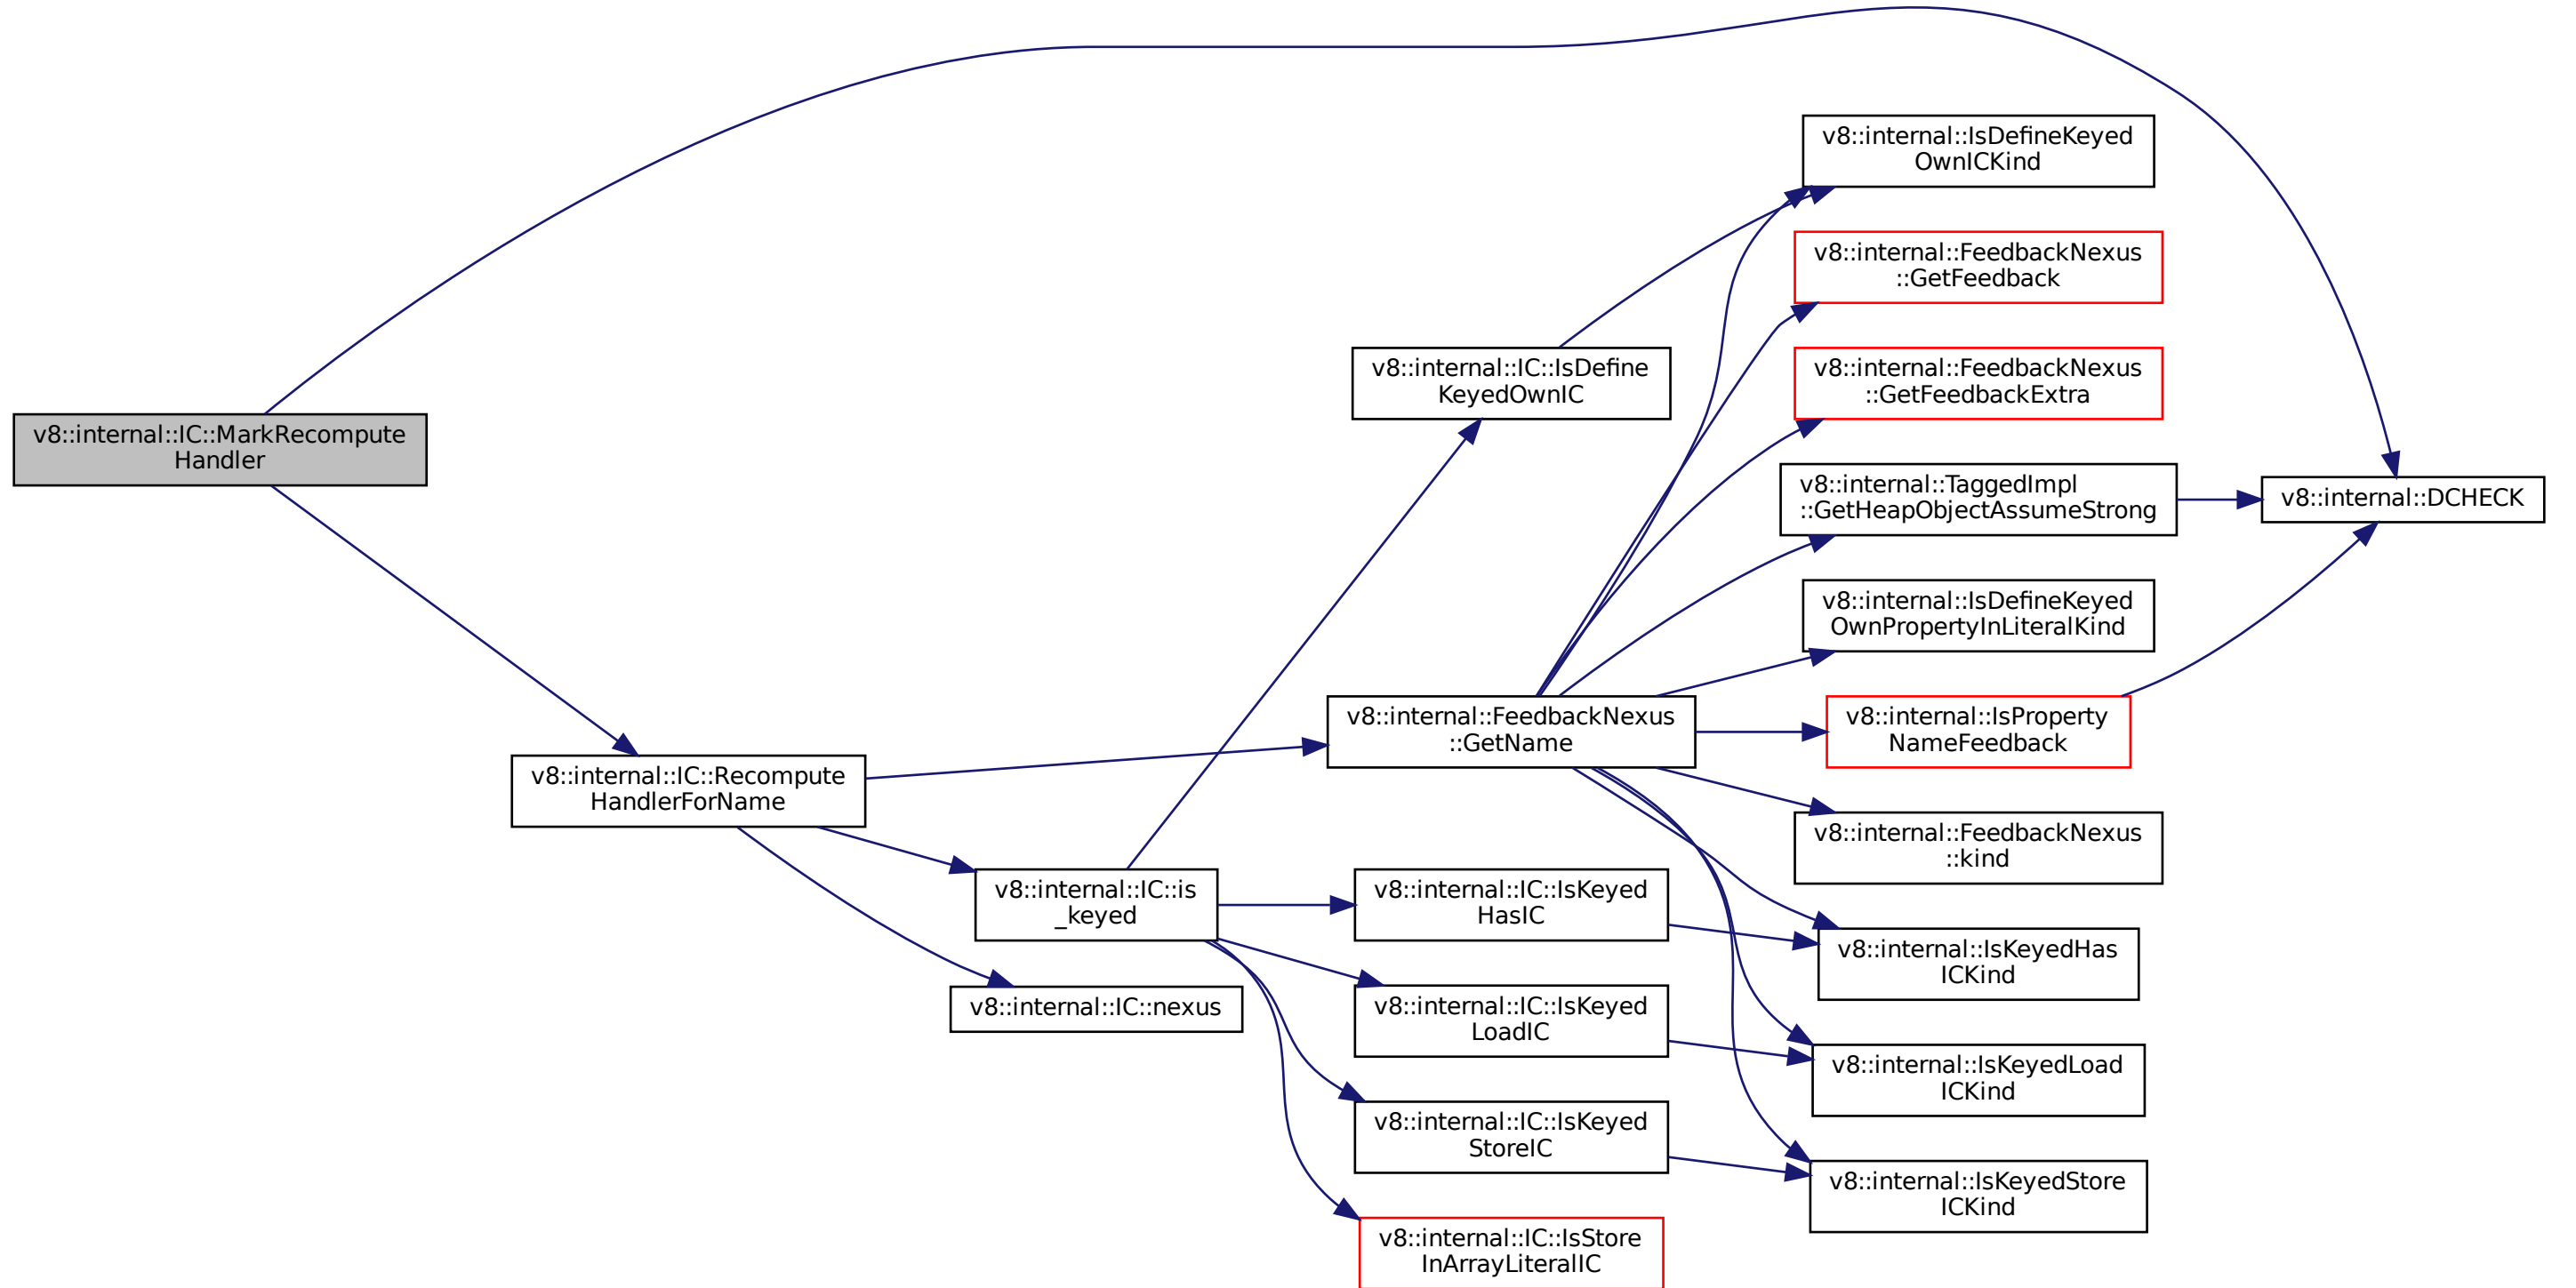 v8::internal::IC::MarkRecompute
Handler
v8::internal::IC::Recompute
HandlerForName
v8::internal::IC::is
_keyed
v8::internal::IC::nexus
v8::internal::IC::IsDefine
KeyedOwnIC
v8::internal::FeedbackNexus
::GetName
v8::internal::IC::IsKeyed
HasIC
v8::internal::IC::IsKeyed
LoadIC
v8::internal::IC::IsKeyed
StoreIC
v8::internal::IC::IsStore
InArrayLiteralIC
v8::internal::IsDefineKeyed
OwnICKind
v8::internal::FeedbackNexus
::GetFeedback
v8::internal::FeedbackNexus
::GetFeedbackExtra
v8::internal::TaggedImpl
::GetHeapObjectAssumeStrong
v8::internal::IsDefineKeyed
OwnPropertyInLiteralKind
v8::internal::IsProperty
NameFeedback
v8::internal::FeedbackNexus
::kind
v8::internal::IsKeyedHas
ICKind
v8::internal::IsKeyedLoad
ICKind
v8::internal::IsKeyedStore
ICKind
v8::internal::DCHECK